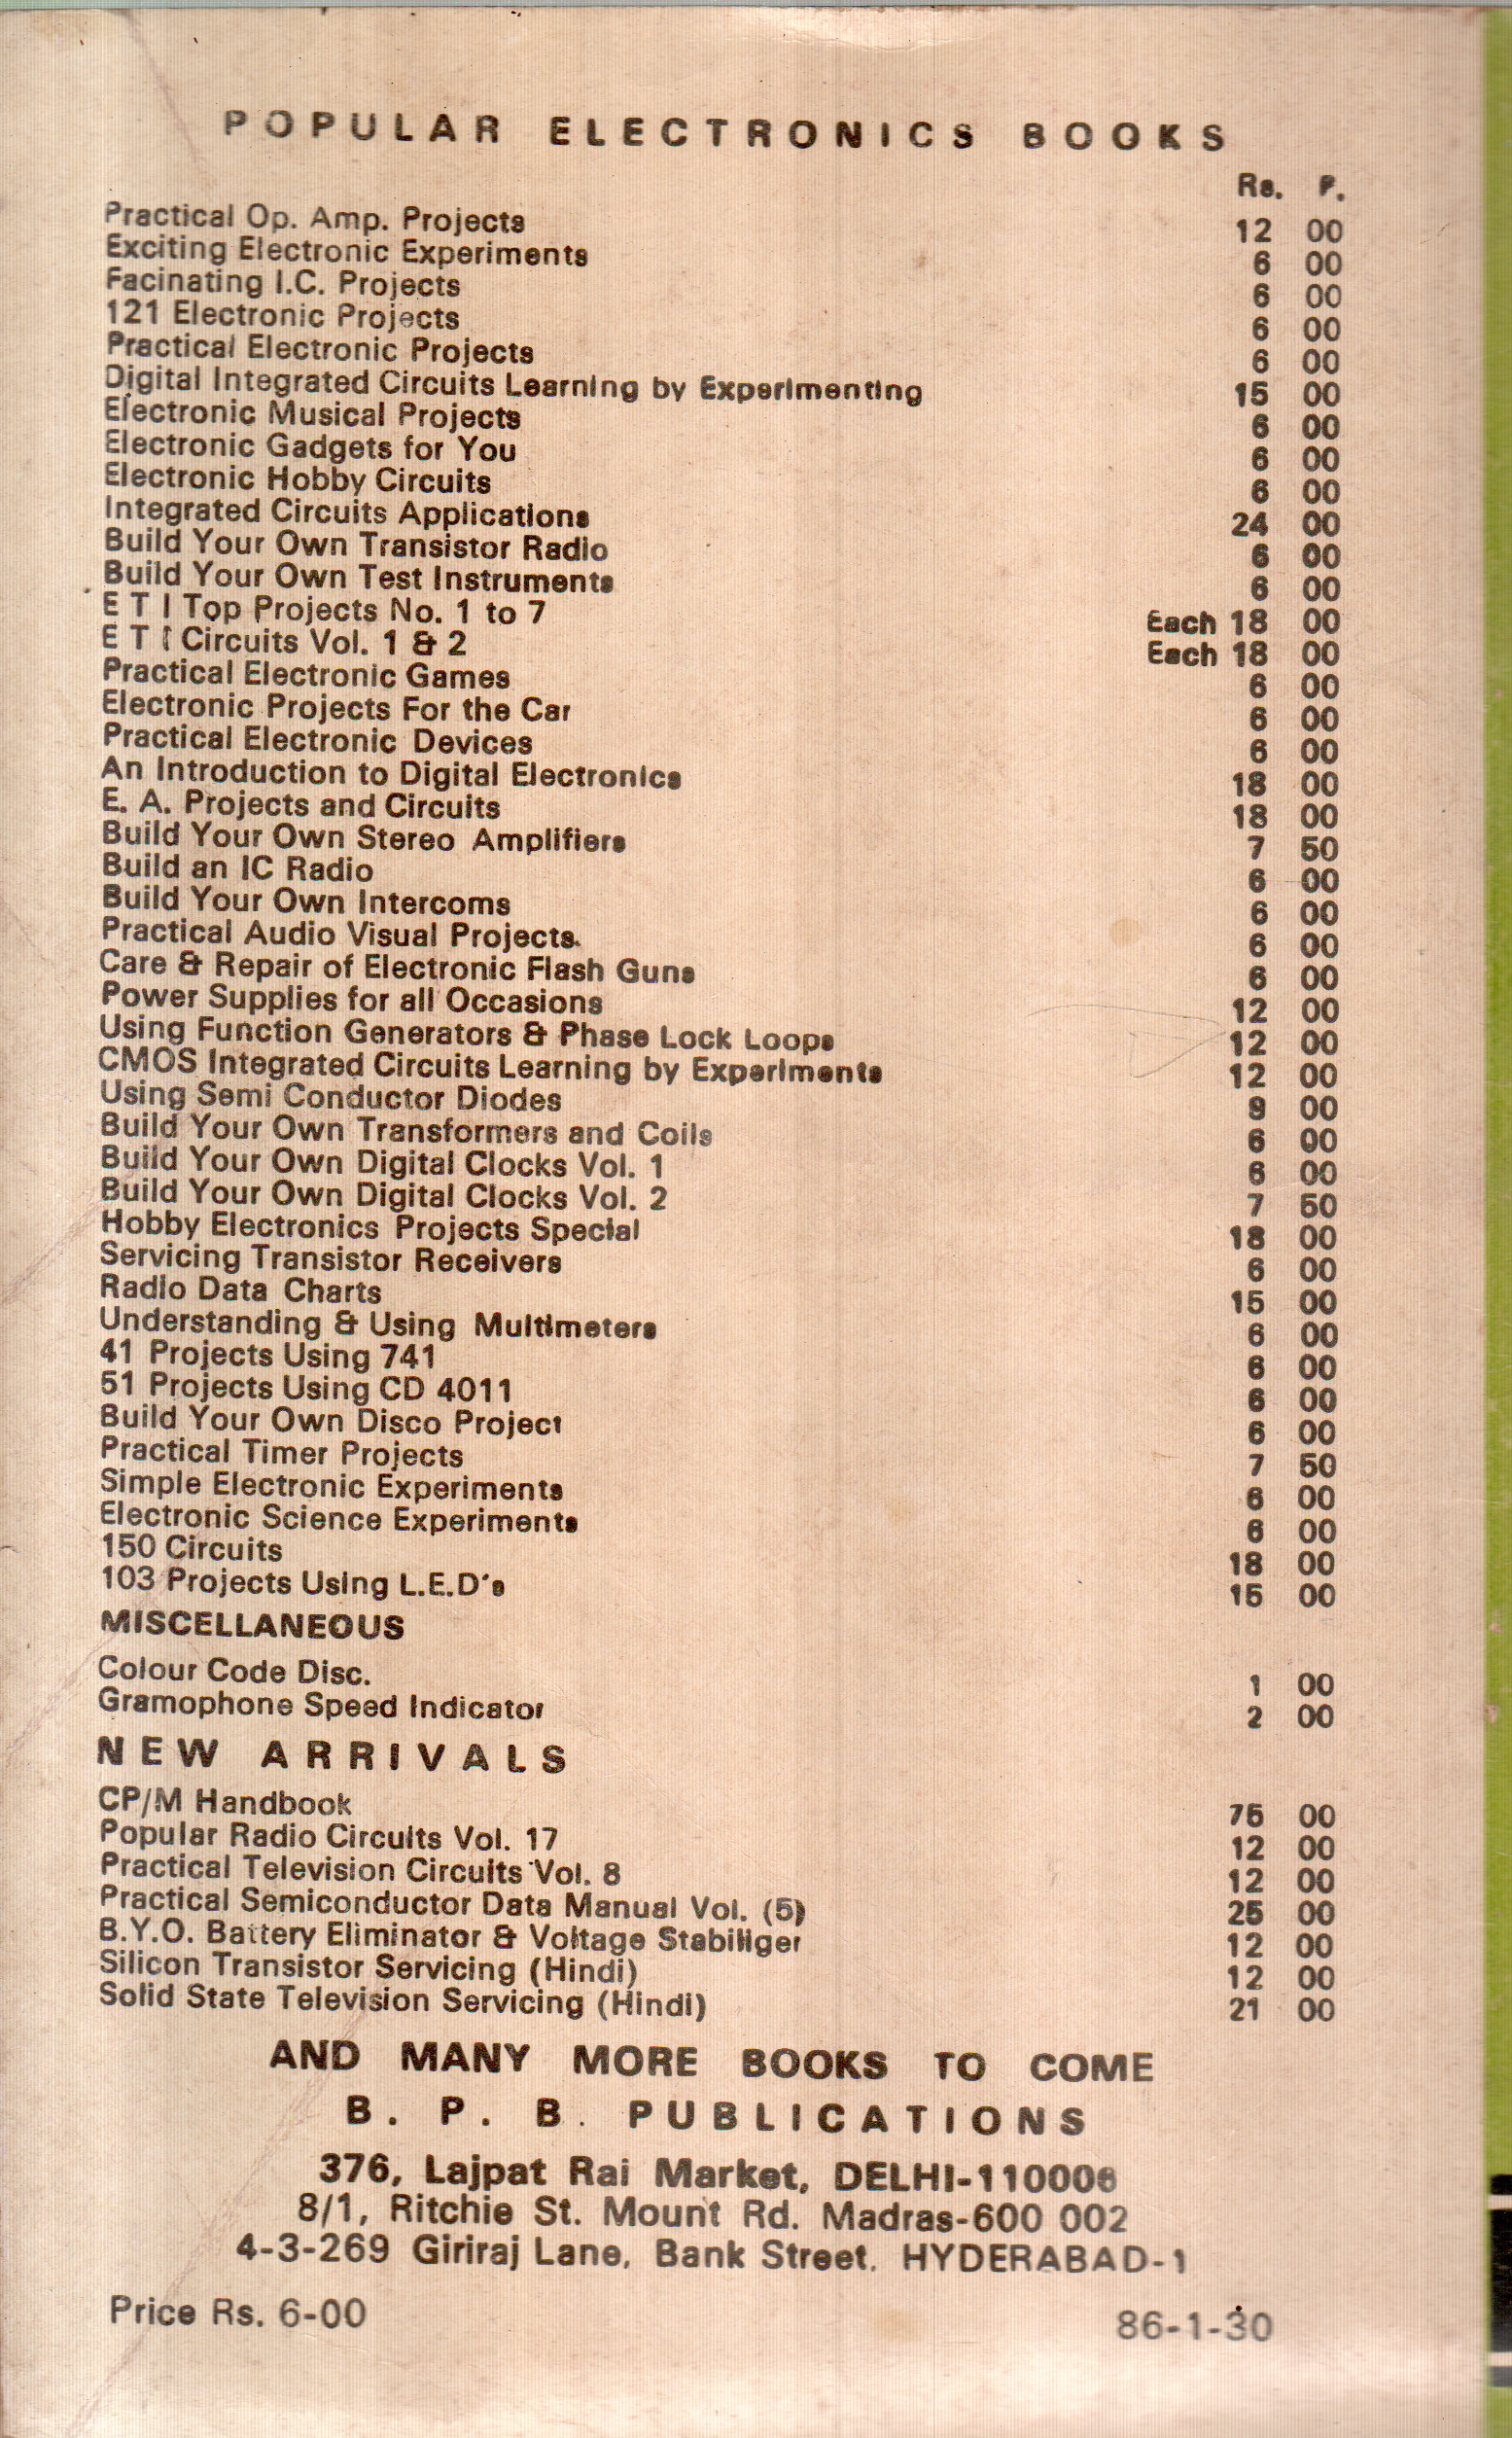 POPULAR ELECTRONICS BOOKS
Rs. P.
Practical Op. Amp. Projects 12 00
Exciting Electronic Experiments 6 00
Facinating I.C. Projects 6 00
121 Electronic Projects 6 00
Practical Electronic Projects 6 00
Digital Integrated Circuits Learning by Experimenting 15 00
Electronic Musical Projects 6 00
Electronic Gadgets for You 6 00
Electronic Hobby Circuits 6 00
Integrated Circuits Applications 24 00
Build Your Own Transistor Radio 6 00
Build Your Own Test Instruments 6 00
E T I Top Projects No. 1 to 7 Each 18 00
E T I Circuits Vol. 1 & 2 Each 18 00
Practical Electronic Games 6 00
Electronic Projects For the Car 6 00
Practical Electronic Devices 6 00
An Introduction to Digital Electronics 18 00
E. A. Projects and Circuits 18 00
Build Your Own Stereo Amplifiers 7 50
Build an IC Radio 6 00
Build Your Own Intercoms 6 00
Practical Audio Visual Projects. 6 00
Care & Repair of Electronic Flash Guns 6 00
Power Supplies for all Occasions 12 00
Using Function Generators & Phase Lock Loops 12 00
CMOS Integrated Circuits Learning by Experiments 12 00
Using Semi Conductor Diodes 00
Build Your Own Transformers and Coils 6 00
Build Your Own Digital Clocks Vol. 1 6 00
Build Your Own Digital Clocks Vol. 2 7 50
Hobby Electronics Projects Special 18 00
Servicing Transistor Receivers 6 00
Radio Data Charts 15 00
Understanding & Using Multimeters 6 00
41 Projects Using 741 6 00
51 Projects Using CD 4011 6 00
Build Your Own Disco Project 6 00
Practical Timer Projects 7 50
Simple Electronic Experiments 6 00
Electronic Science Experiments 6 00
150 Circuits 18 00
103 Projects Using L.E.D's 15 00
MISCELLANEOUS
Colour Code Disc. 1 00
Gramophone Speed Indicator 2 00
NEW ARRIVALS
CP/M Handbook 75 00
Popular Radio Circuits Vol. 17 12 00
Practical Television Circuits Vol. 8 12 00
Practical Semiconductor Data Manual Vol. (5) 25 00
B.Y.O. Battery Eliminator & Voltage Stabiliger 12 00
Silicon Transistor Servicing (Hindi) 12 00
Solid State Television Servicing (Hindi) 21 00
AND MANY MORE BOOKS TO COME
B. P. B. PUBLICATIONS
376, Lajpat Rai Market, DELHI-110006
8/1, Ritchie St. Mount Rd. Madras-600 002
4-3-269 Giriraj Lane, Bank Street. HYDERABAD-1
Price Rs. 6-00
86-1-30